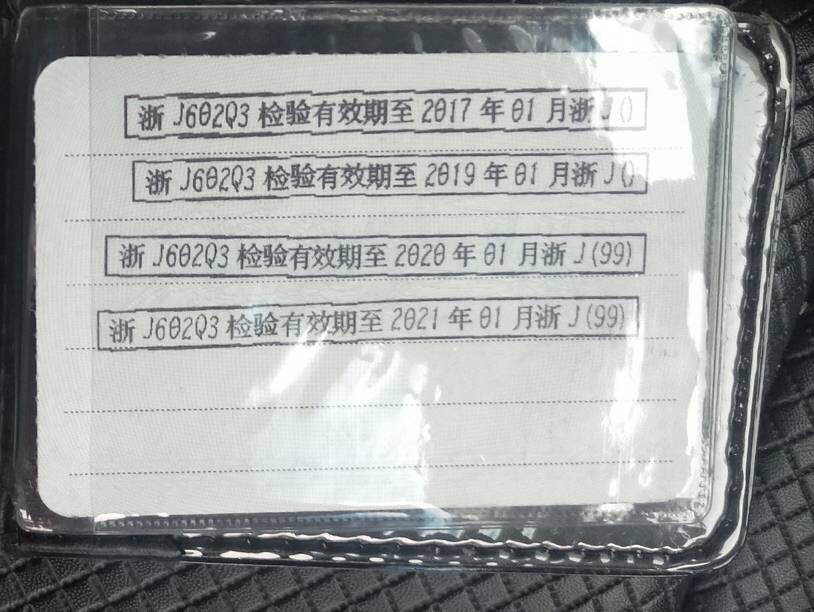 浙 J602Q3 检验有效期至 2017 年 01 月浙 J ()
浙 J602Q3 检验有效期至 2019 年 01 月浙 J ()
浙 J602Q3 检验有效期至 2020 年 01 月浙 J (99)
浙 J602Q3 检验有效期至 2021 年 01 月浙 J (99)